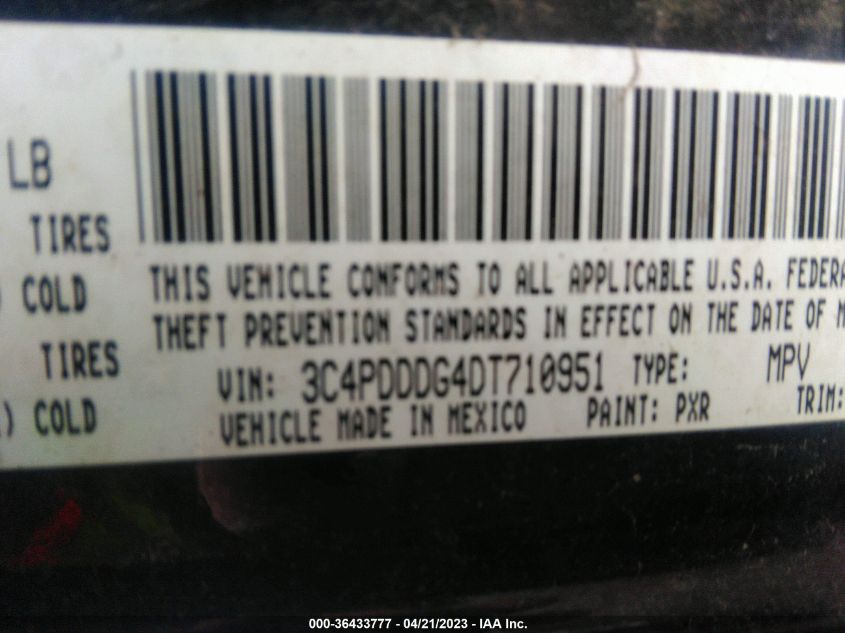 LB
TIRES
) COLD
TIRES
) COLD
THIS VEHICLE CONFORMS TO ALL APPLICABLE U.S.A. FEDERA
THEFT PREVENTION STANDARDS IN EFFECT ON THE DATE OF M
VIN: 3C4PDDDG4DT710951 TYPE: MPV
VEHICLE MADE IN MEXICO PAINT: PXR TRIM:
000-36433777 - 04/21/2023 - IAA Inc.